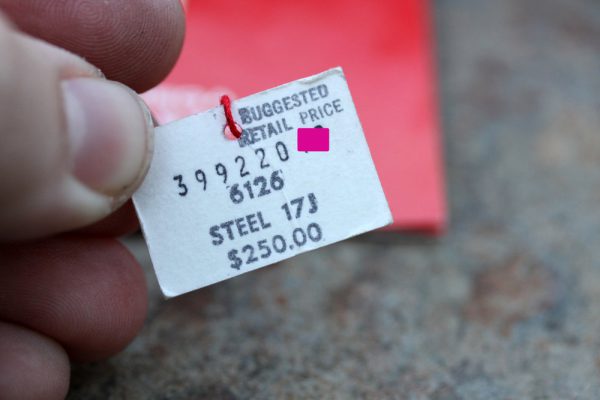 SUGGESTED
RETAIL PRICE
399220
6126
STEEL 17J
$250.00